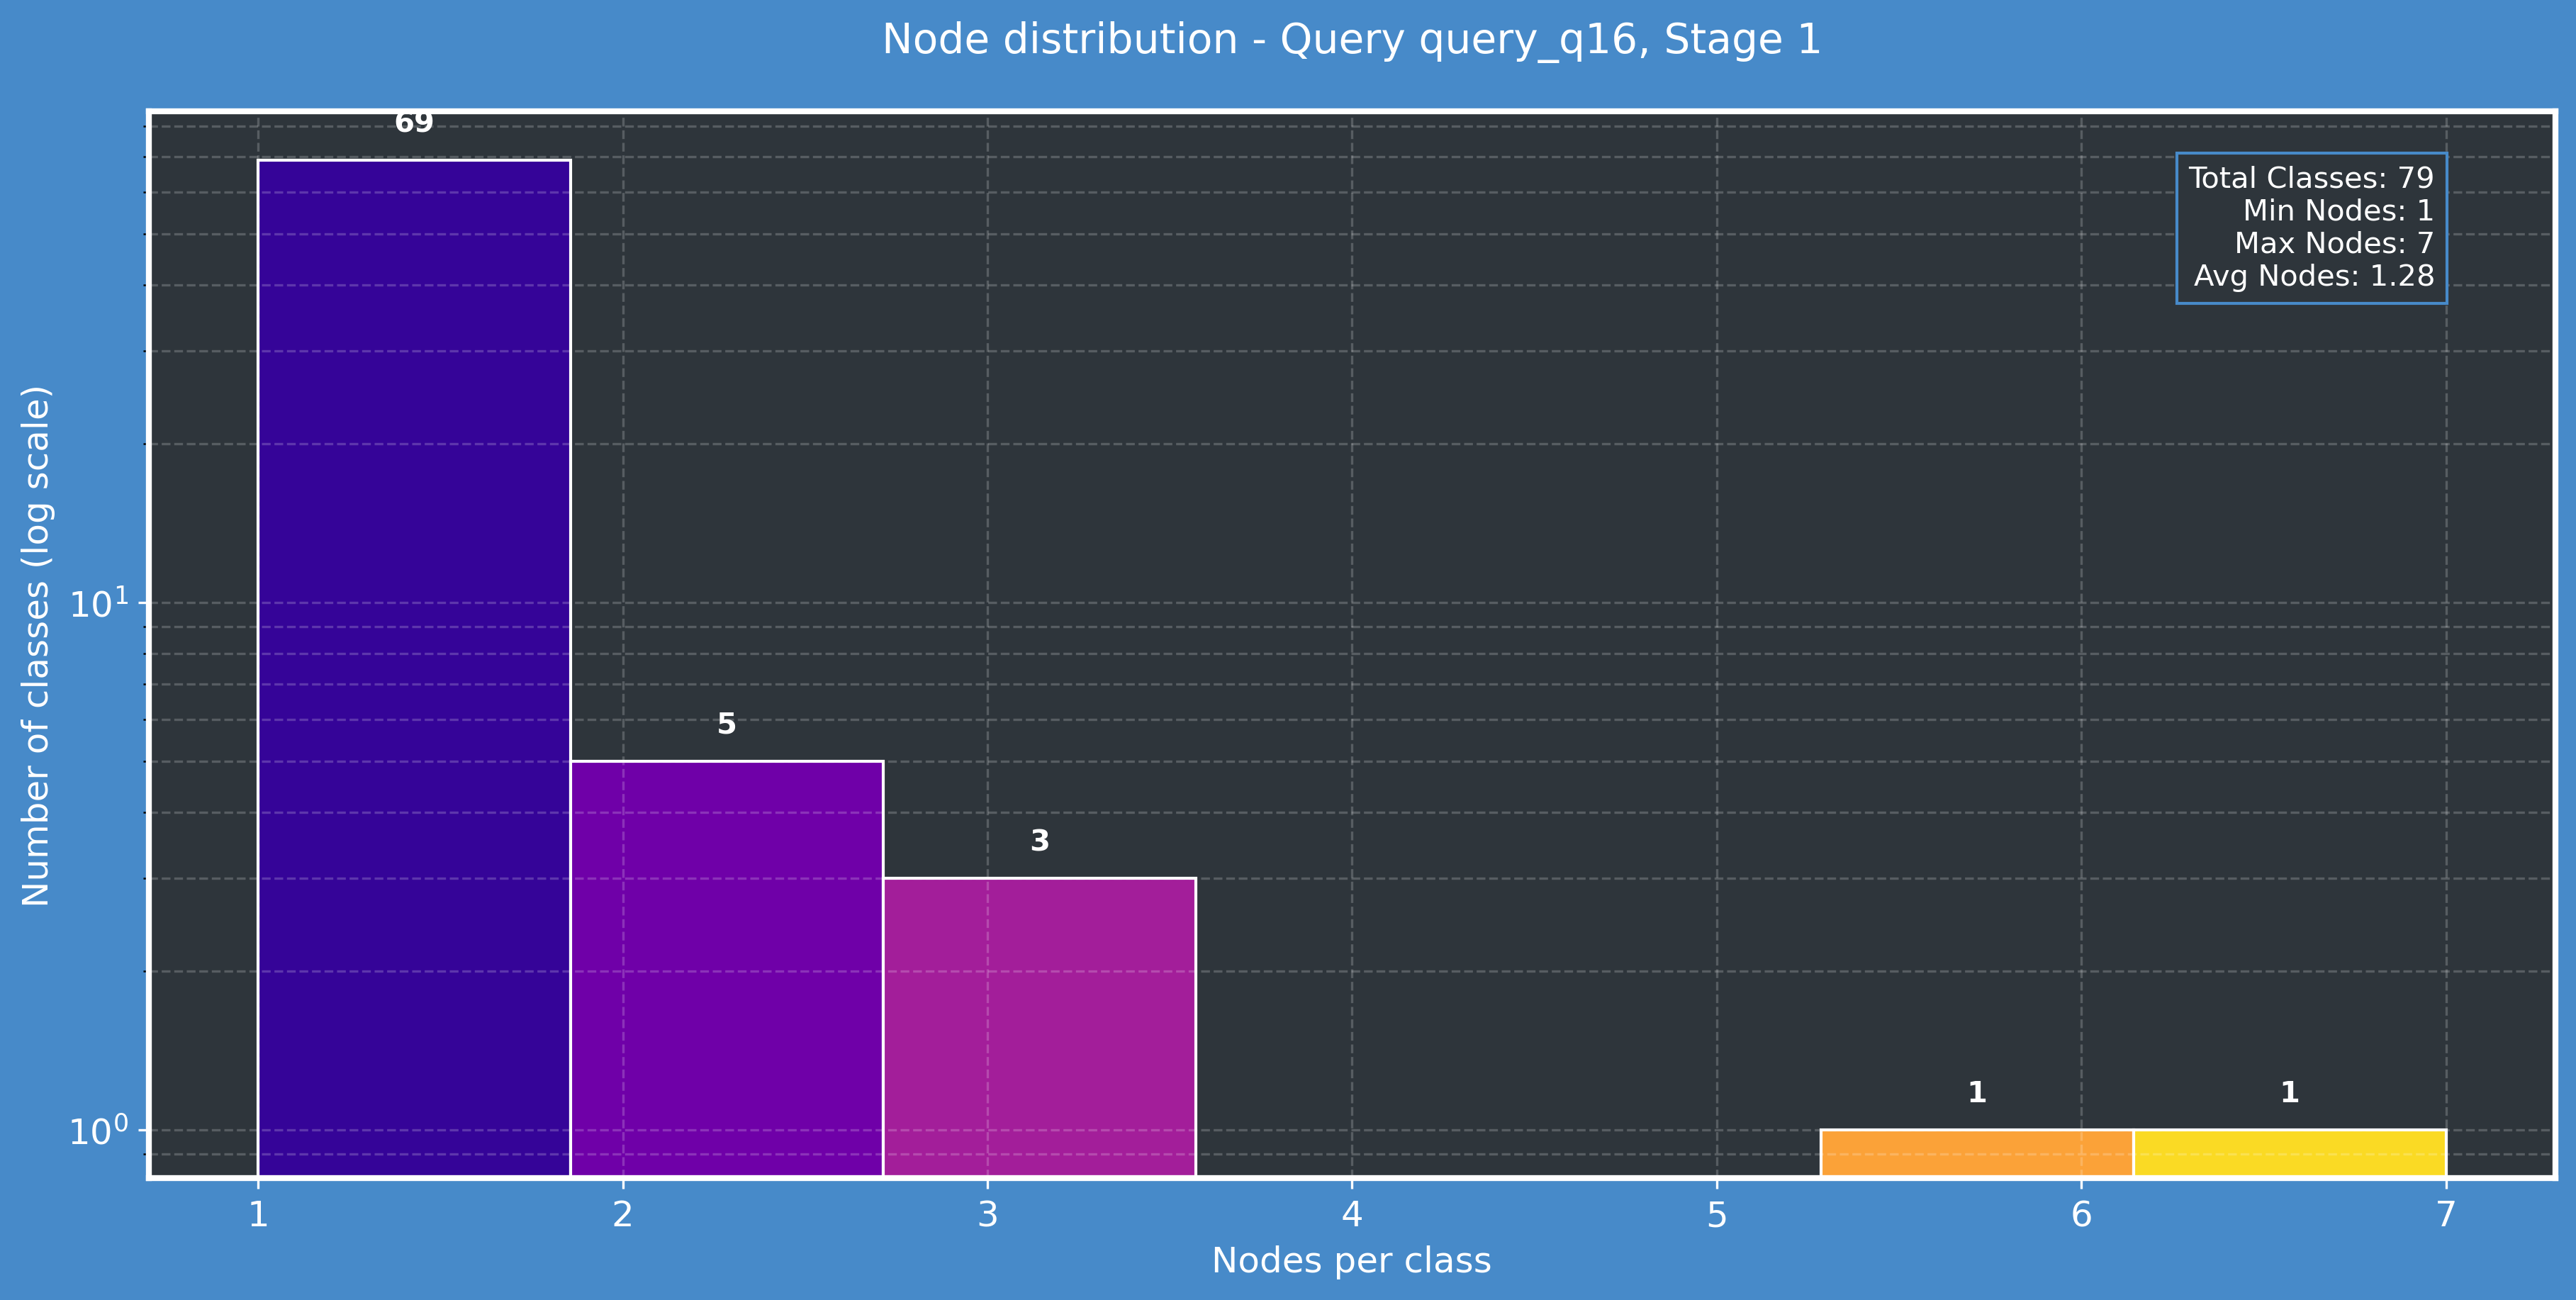 Node distribution - Query query_q16, Stage 1
69
Total Classes: 79
Min Nodes: 1
Max Nodes: 7
Avg Nodes: 1.28
Number of classes (log scale)
10¹
5
3
1
1
10⁰
1 2 3 4 5 6 7
Nodes per class